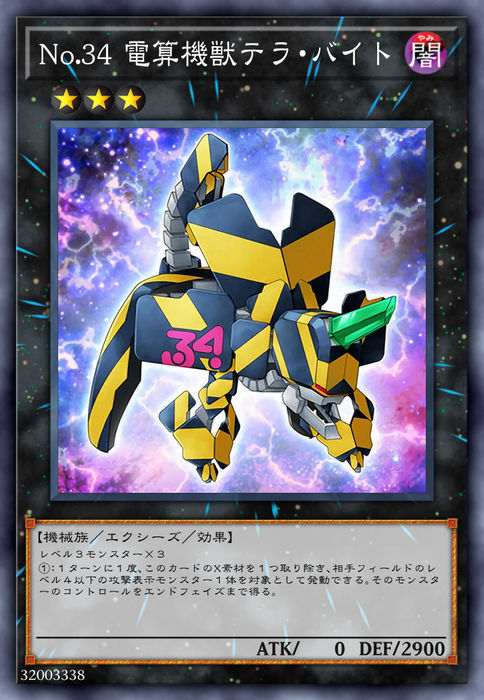 No.34 電算機獣テラ・バイト
やみ
闇
34
【機械族／エクシーズ／効果】
レベル3モンスター×3
①：1ターンに1度、このカードのX素材を1つ取り除き、相手フィールドのレ
ベル4以下の攻撃表示モンスター1体を対象として発動できる。そのモンスター
のコントロールをエンドフェイズまで得る。
ATK/ 0 DEF/2900
32003338